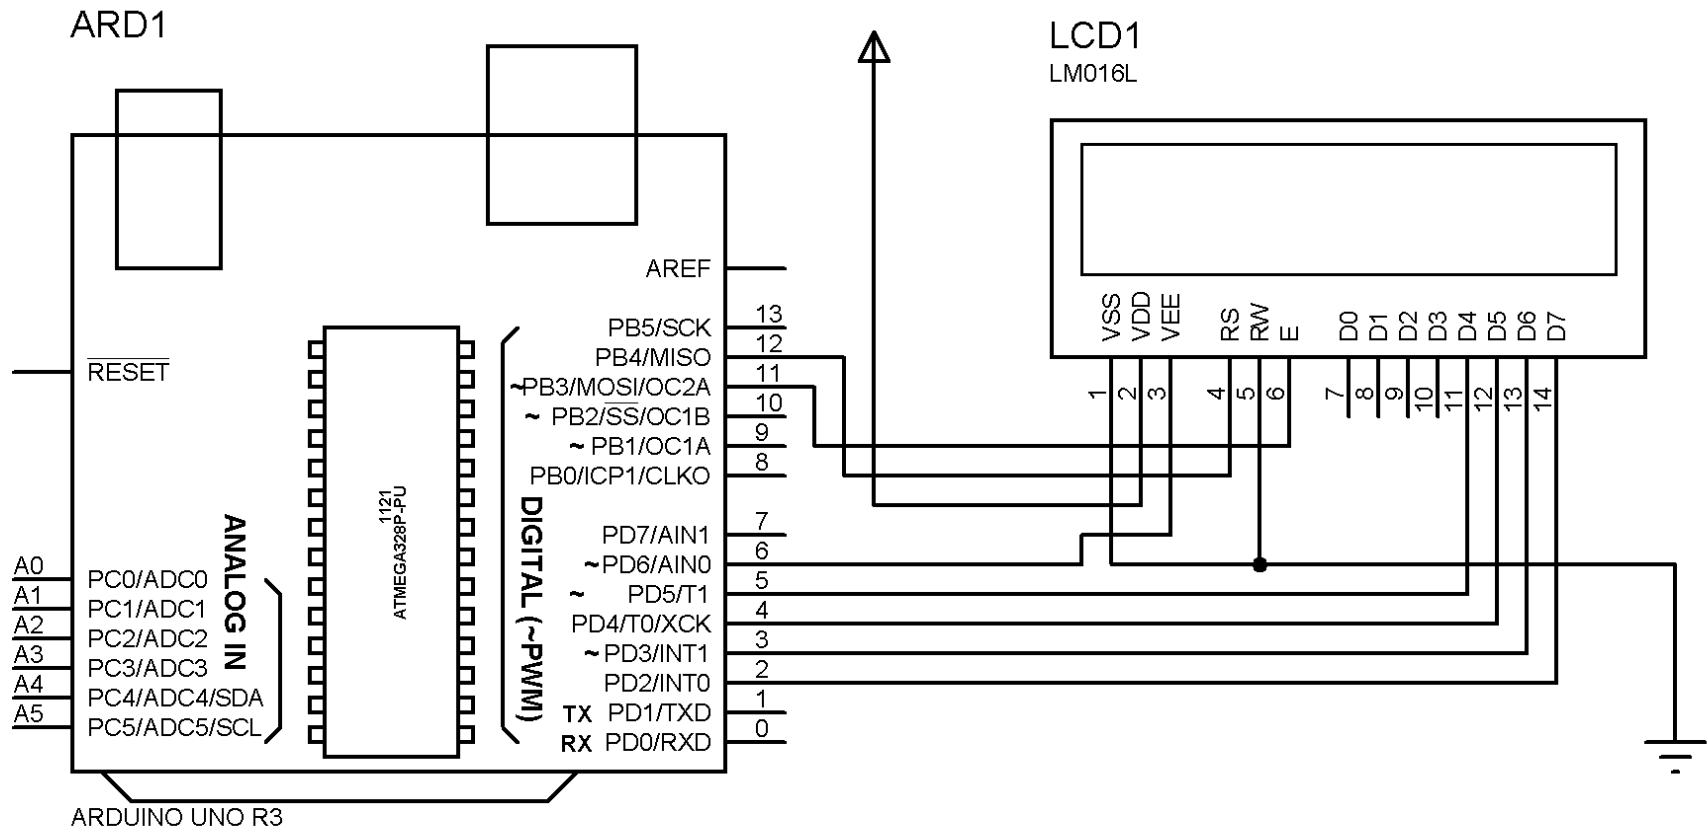 ARD1
LCD1
LM016L
AREF
PB5/SCK 13
RESET
PB4/MISO 12
~PB3/MOSI/OC2A 11
~ PB2/SS/OC1B 10
~ PB1/OC1A 9
PB0/ICP1/CLKO 8
PD7/AIN1 7
~PD6/AIN0 6
~ PD5/T1 5
PD4/T0/XCK 4
~PD3/INT1 3
PD2/INT0 2
TX PD1/TXD 1
RX PD0/RXD 0
A0 PC0/ADC0
A1 PC1/ADC1
A2 PC2/ADC2
A3 PC3/ADC3
A4 PC4/ADC4/SDA
A5 PC5/ADC5/SCL
ANALOG IN
1121
ATMEGA328P-PU
DIGITAL (~PWM)
ARDUINO UNO R3
VSS VDD VEE RS RW E D0 D1 D2 D3 D4 D5 D6 D7
1 2 3 4 5 6 7 8 9 10 11 12 13 14